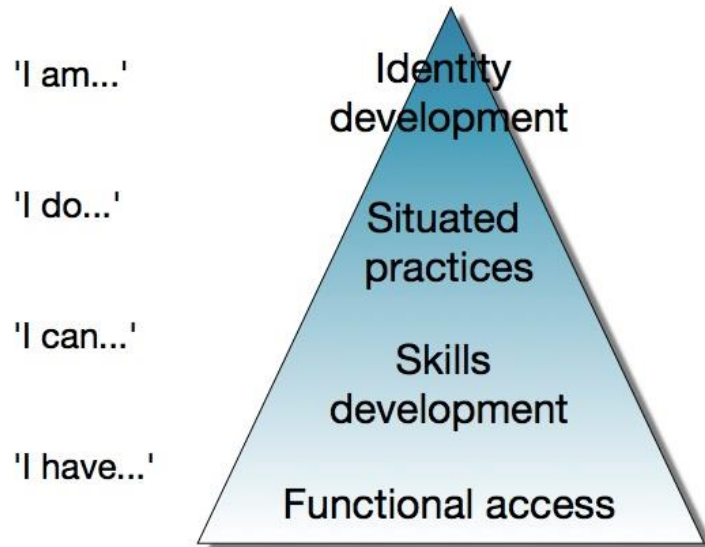 'I am...'
Identity
development
'I do...'
Situated
practices
'I can...'
Skills
development
'I have...'
Functional access